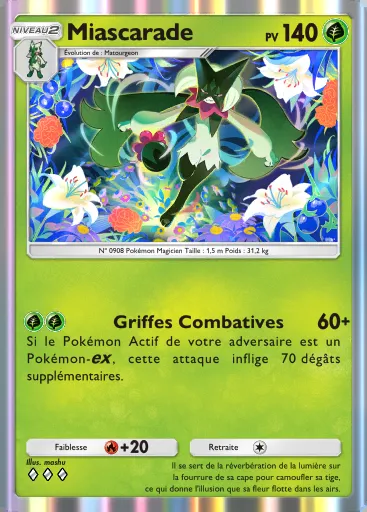 NIVEAU 2
Miascarade
PV 140
Évolution de : Matourgeon
N° 0908 Pokémon Magicien Taille : 1,5 m Poids : 31,2 kg
Griffes Combatives 60+
Si le Pokémon Actif de votre adversaire est un
Pokémon-ex, cette attaque inflige 70 dégâts
supplémentaires.
Faiblesse +20
Retraite
Illus. mashu
Il se sert de la réverbération de la lumière sur
la fourrure de sa cape pour camoufler sa tige,
ce qui donne l'illusion que sa fleur flotte dans les airs.